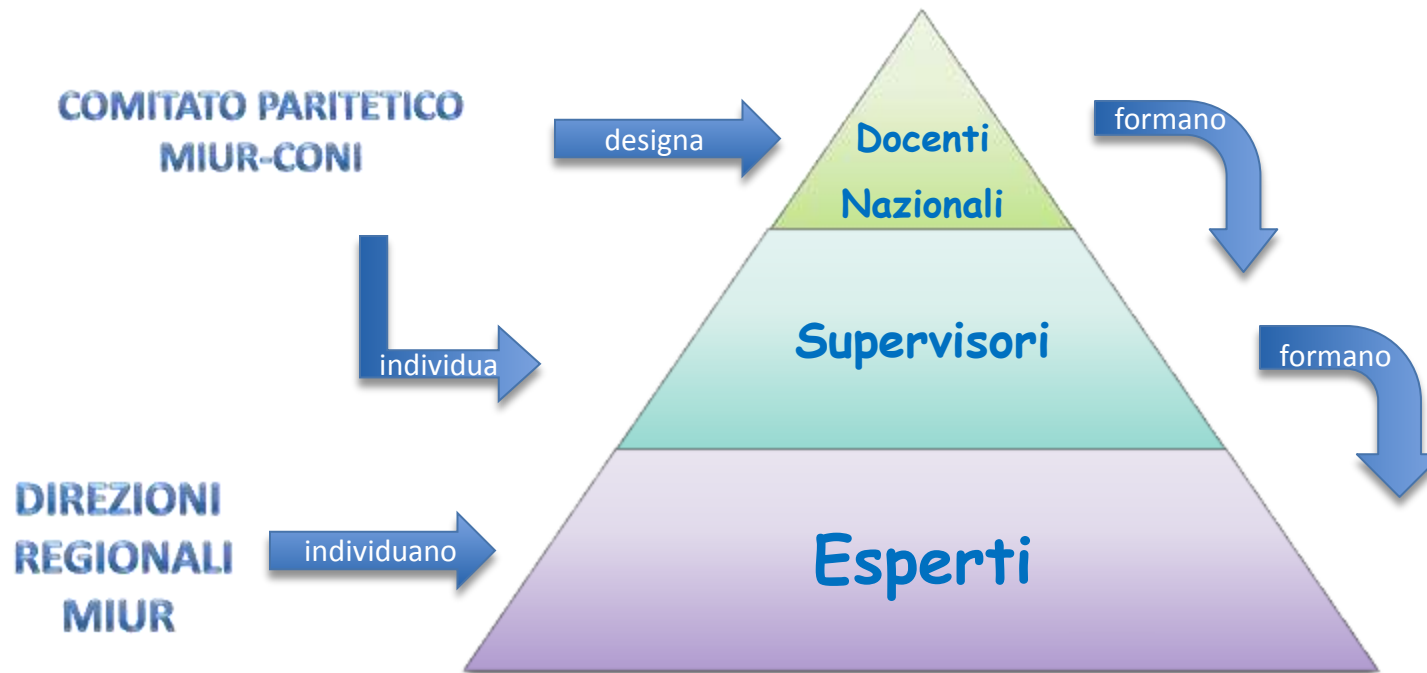 COMITATO PARITETICO
MIUR-CONI
designa
Docenti
Nazionali
formano
individua
Supervisori
formano
DIREZIONI
REGIONALI
MIUR
individuano
Esperti